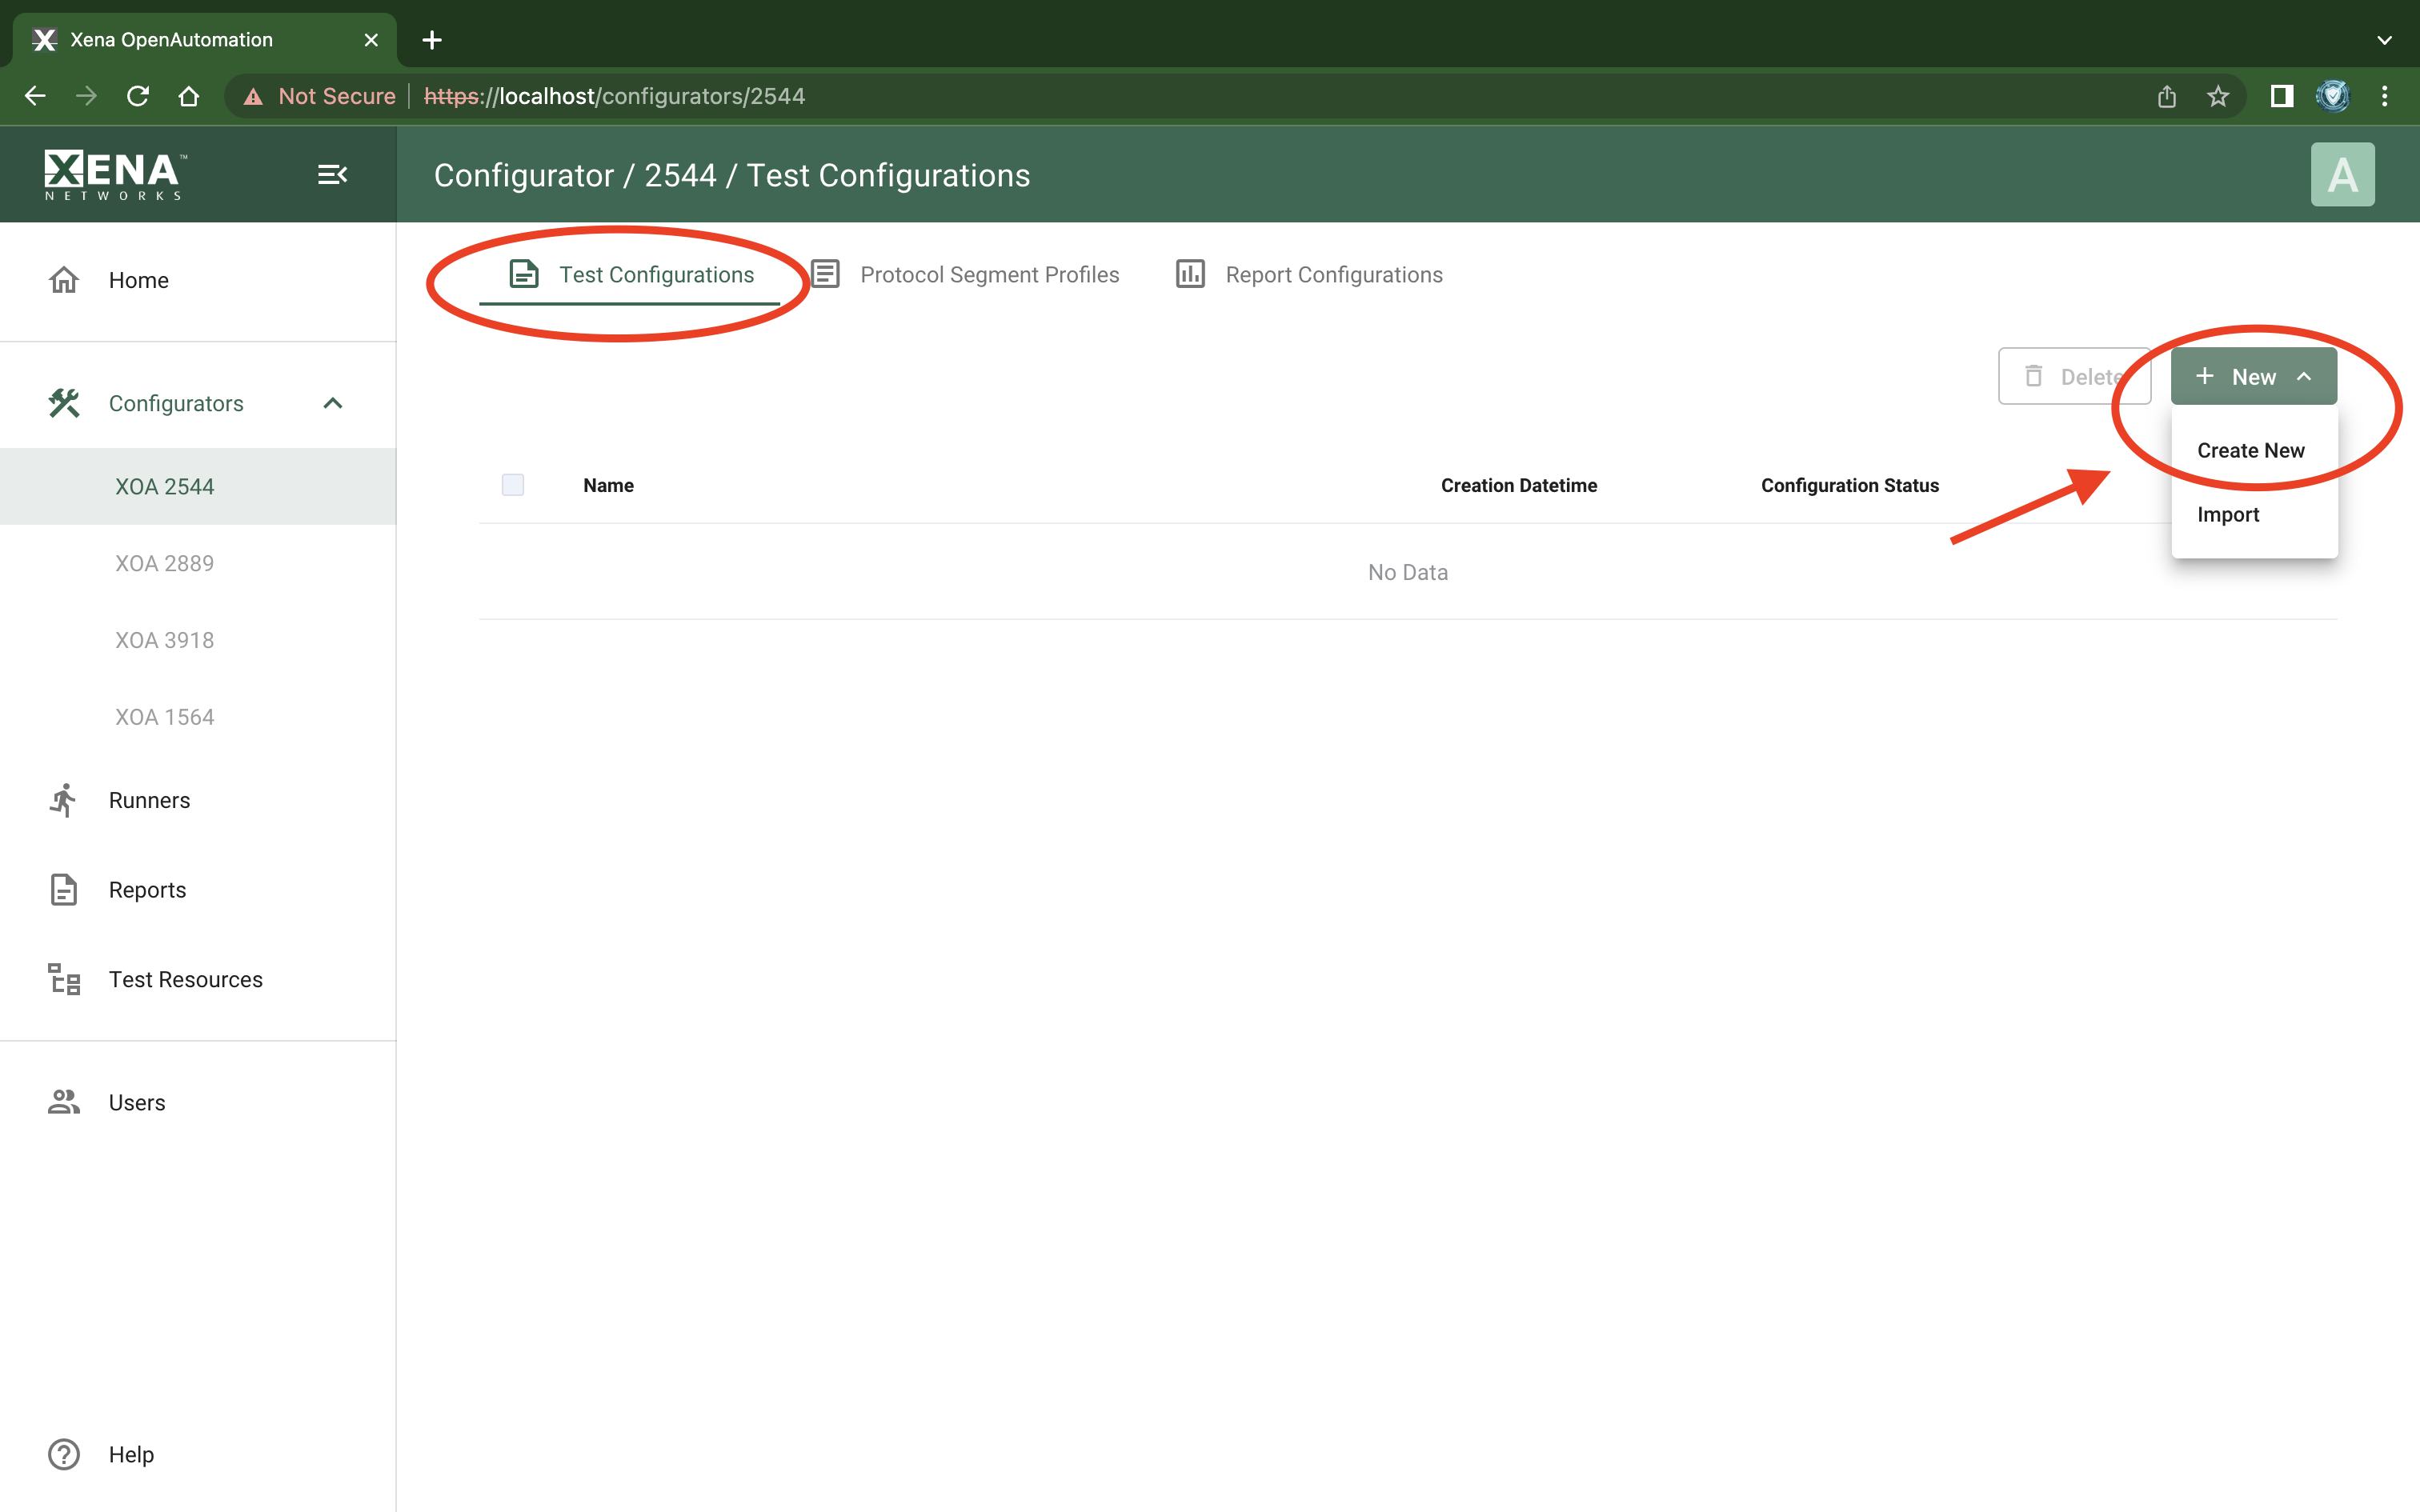 Xena OpenAutomation
Not Secure https://localhost/configurators/2544
XENA™
NETWORKS
Configurator / 2544 / Test Configurations
A
Home
Configurators
XOA 2544
XOA 2889
XOA 3918
XOA 1564
Runners
Reports
Test Resources
Users
Help
Test Configurations
Protocol Segment Profiles
Report Configurations
Delete
New
Create New
Import
Name
Creation Datetime
Configuration Status
No Data